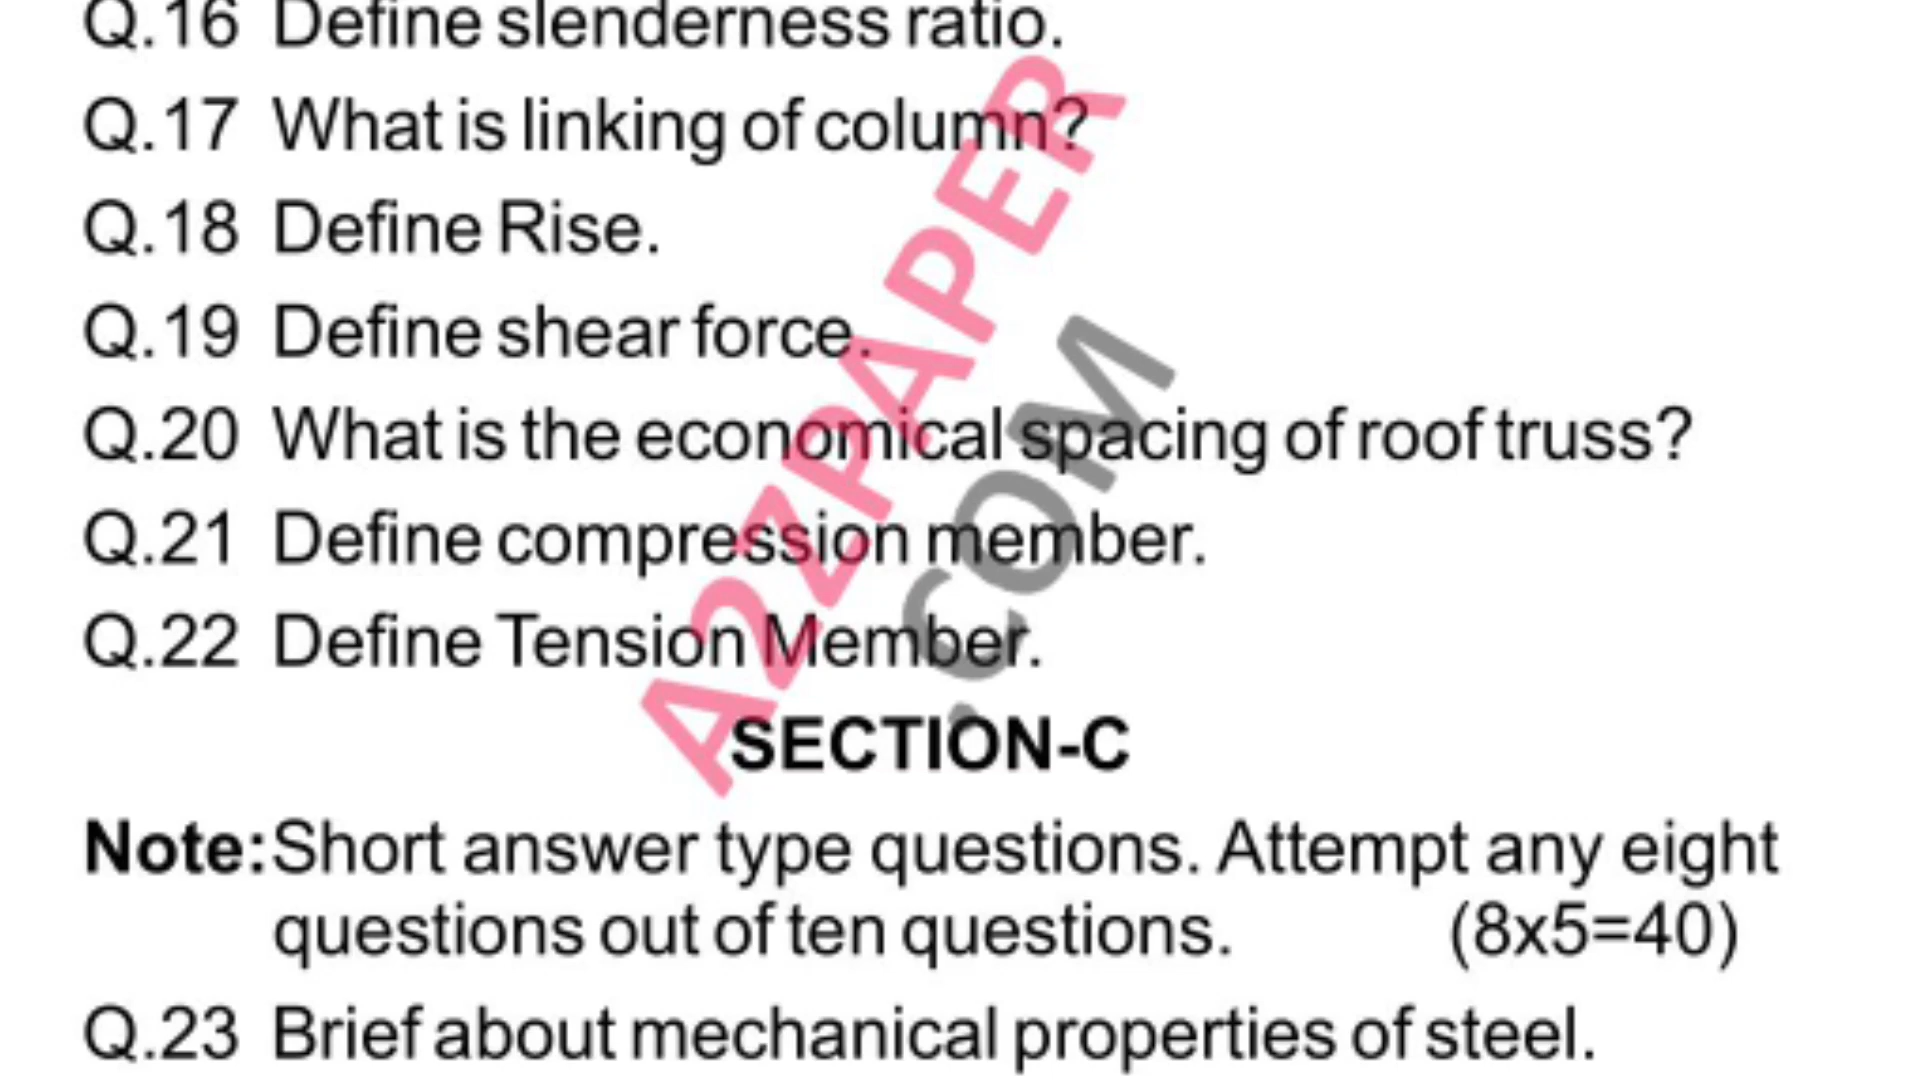 Q.16 Define slenderness ratio.
Q.17 What is linking of column?
Q.18 Define Rise.
Q.19 Define shear force.
Q.20 What is the economical spacing of roof truss?
Q.21 Define compression member.
Q.22 Define Tension Member.
SECTION-C
Note: Short answer type questions. Attempt any eight
questions out of ten questions. (8x5=40)
Q.23 Brief about mechanical properties of steel.
A2ZPAPER
.COM